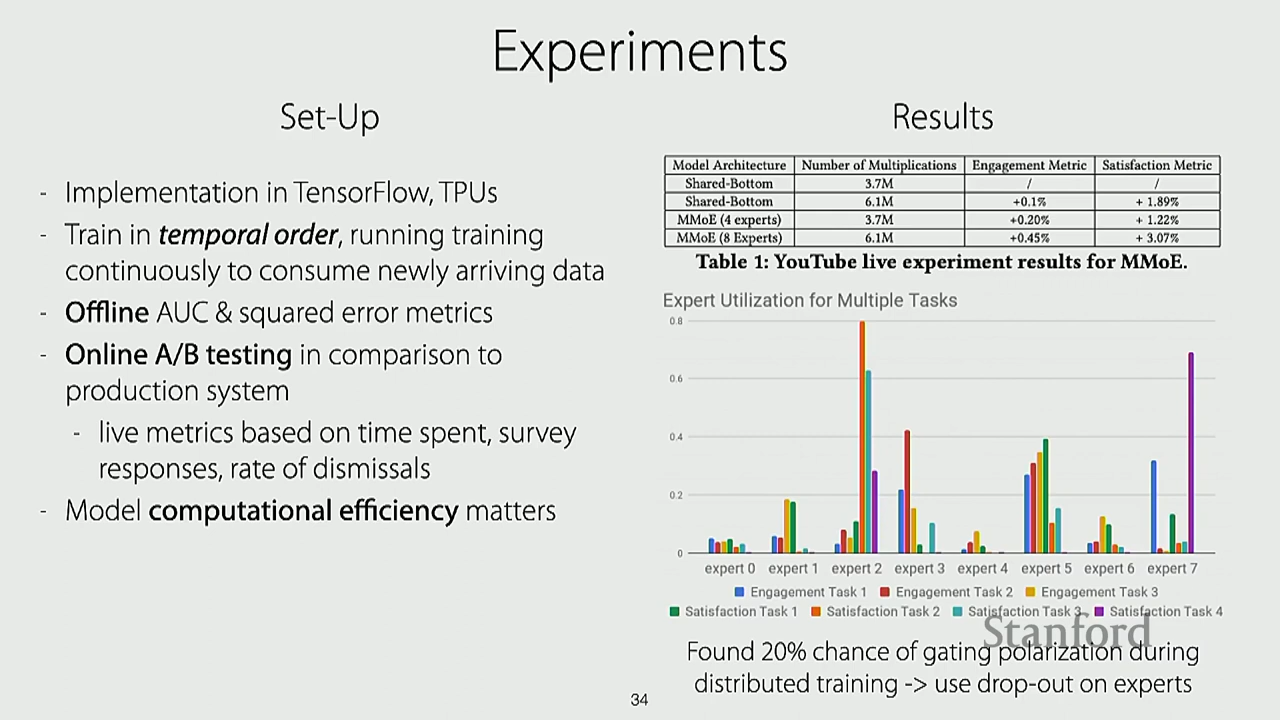 Experiments
Set-Up
- Implementation in TensorFlow, TPUs
- Train in temporal order, running training
continuously to consume newly arriving data
- Offline AUC & squared error metrics
- Online A/B testing in comparison to
production system
- live metrics based on time spent, survey
responses, rate of dismissals
- Model computational efficiency matters
Results
Model Architecture Number of Multiplications Engagement Metric Satisfaction Metric
Shared-Bottom 3.7M / /
Shared-Bottom 6.1M +0.1% + 1.89%
MMoE (4 experts) 3.7M +0.20% + 1.22%
MMoE (8 Experts) 6.1M +0.45% + 3.07%
Table 1: YouTube live experiment results for MMoE.
Expert Utilization for Multiple Tasks
0.8
0.6
0.4
0.2
0
expert 0 expert 1 expert 2 expert 3 expert 4 expert 5 expert 6 expert 7
Engagement Task 1 Engagement Task 2 Engagement Task 3
Satisfaction Task 1 Satisfaction Task 2 Satisfaction Task 3 Satisfaction Task 4
Stanford
Found 20% chance of gating polarization during
distributed training -> use drop-out on experts
34